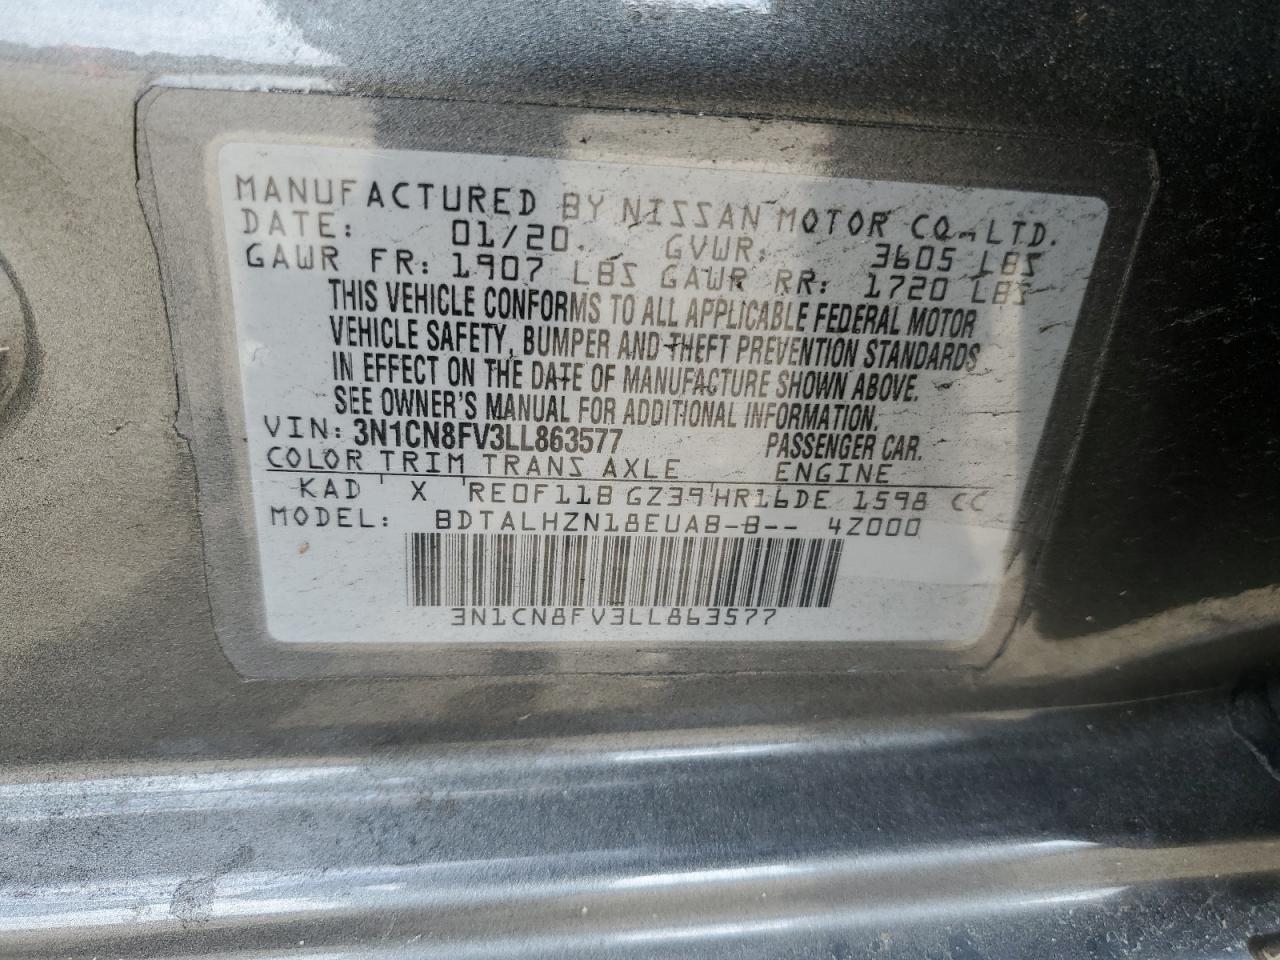 MANUFACTURED BY NISSAN MOTOR CO.,LTD.
DATE: 01/20. GVWR: 3605 LBS
GAWR FR: 1907 LBS GAWR RR: 1720 LBS
THIS VEHICLE CONFORMS TO ALL APPLICABLE FEDERAL MOTOR
VEHICLE SAFETY, BUMPER AND THEFT PREVENTION STANDARDS
IN EFFECT ON THE DATE OF MANUFACTURE SHOWN ABOVE.
SEE OWNER'S MANUAL FOR ADDITIONAL INFORMATION.
VIN: 3N1CN8FV3LL863577 PASSENGER CAR.
COLOR TRIM TRANS AXLE ENGINE
KAD X RE0F11B GZ39 HR16DE 1598 CC
MODEL: BDTALHZN18EUAB-B-- 4Z000
3N1CN8FV3LL863577